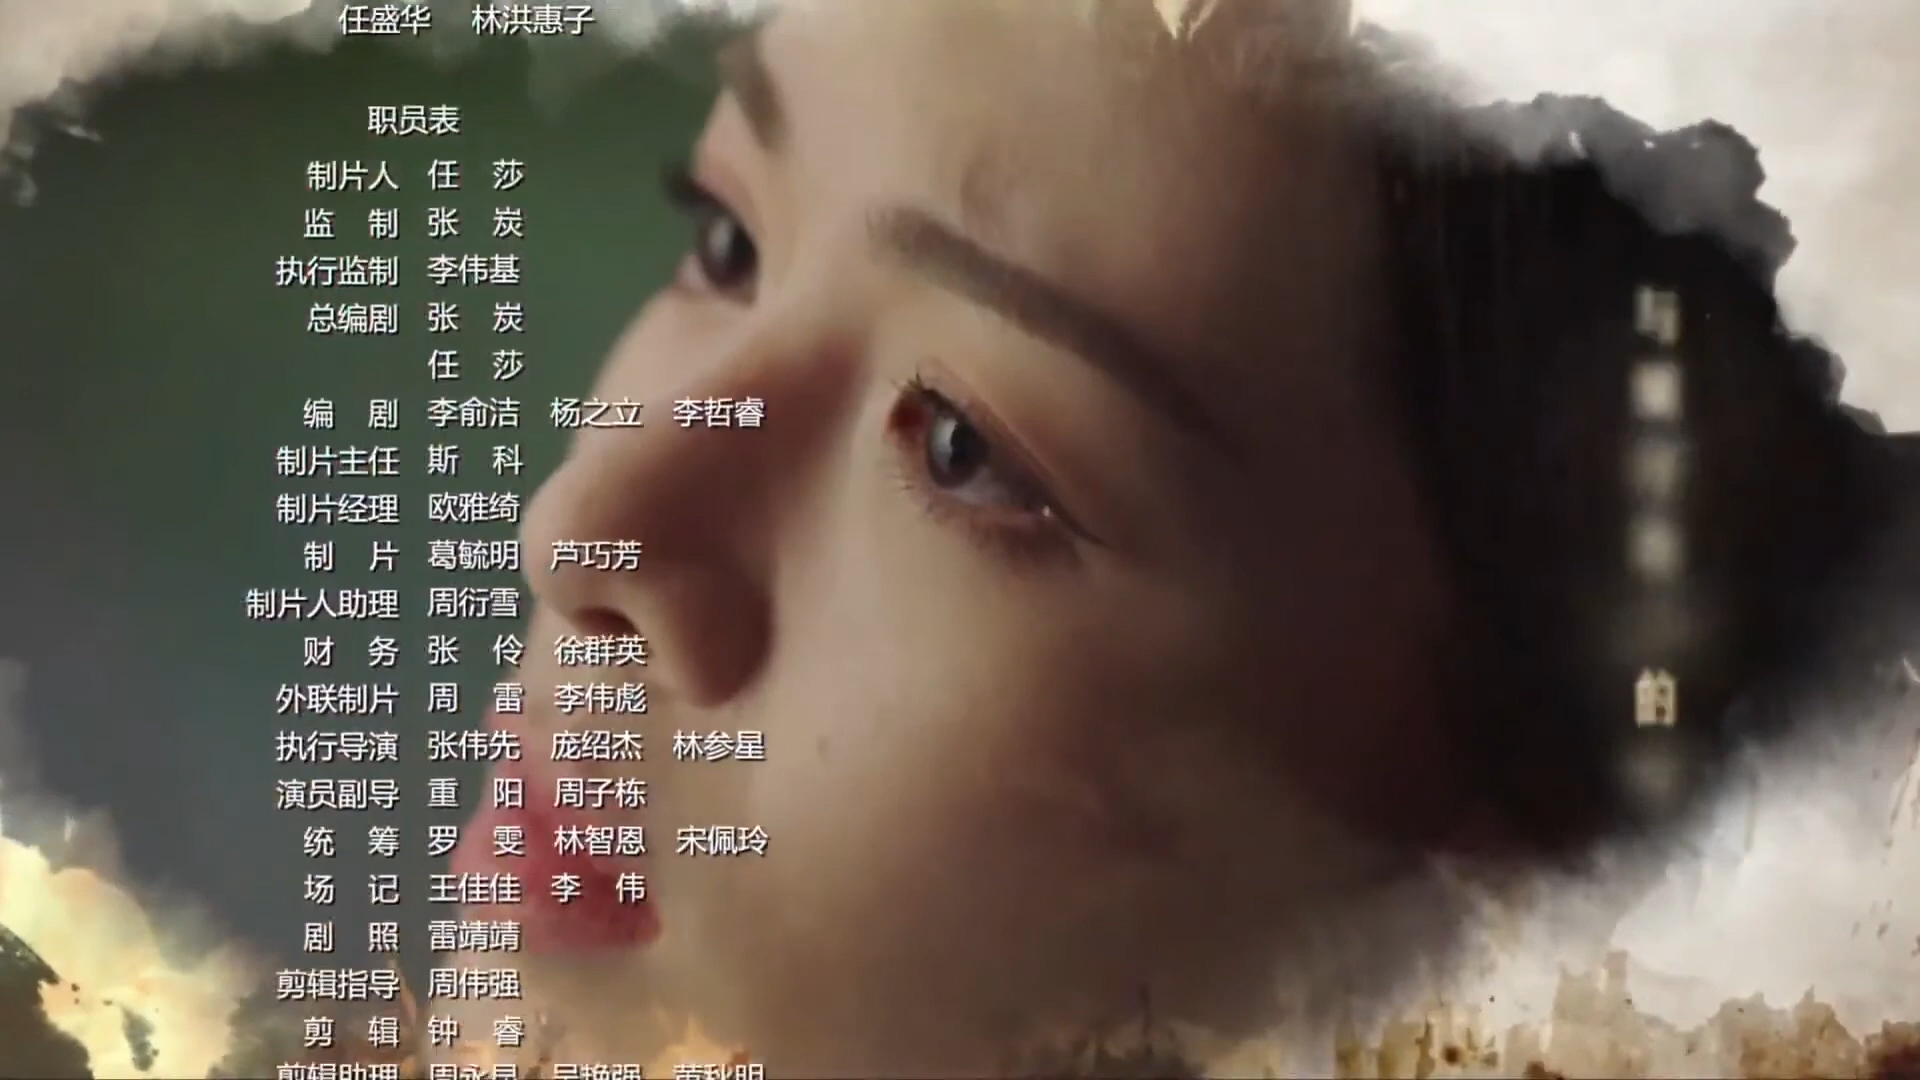 任盛华 林洪惠子
职员表
制片人 任莎
监制 张炭
执行监制 李伟基
总编剧 张炭
任莎
编剧 李俞洁 杨之立 李哲睿
制片主任 斯科
制片经理 欧雅绮
制片 葛毓明 芦巧芳
制片人助理 周衍雪
财务 张伶 徐群英
外联制片 周雷 李伟彪
执行导演 张伟先 庞绍杰 林参星
演员副导 重阳 周子栋
统筹 罗雯 林智恩 宋佩玲
场记 王佳佳 李伟
剧照 雷靖靖
剪辑指导 周伟强
剪辑 钟睿
剪辑助理
的